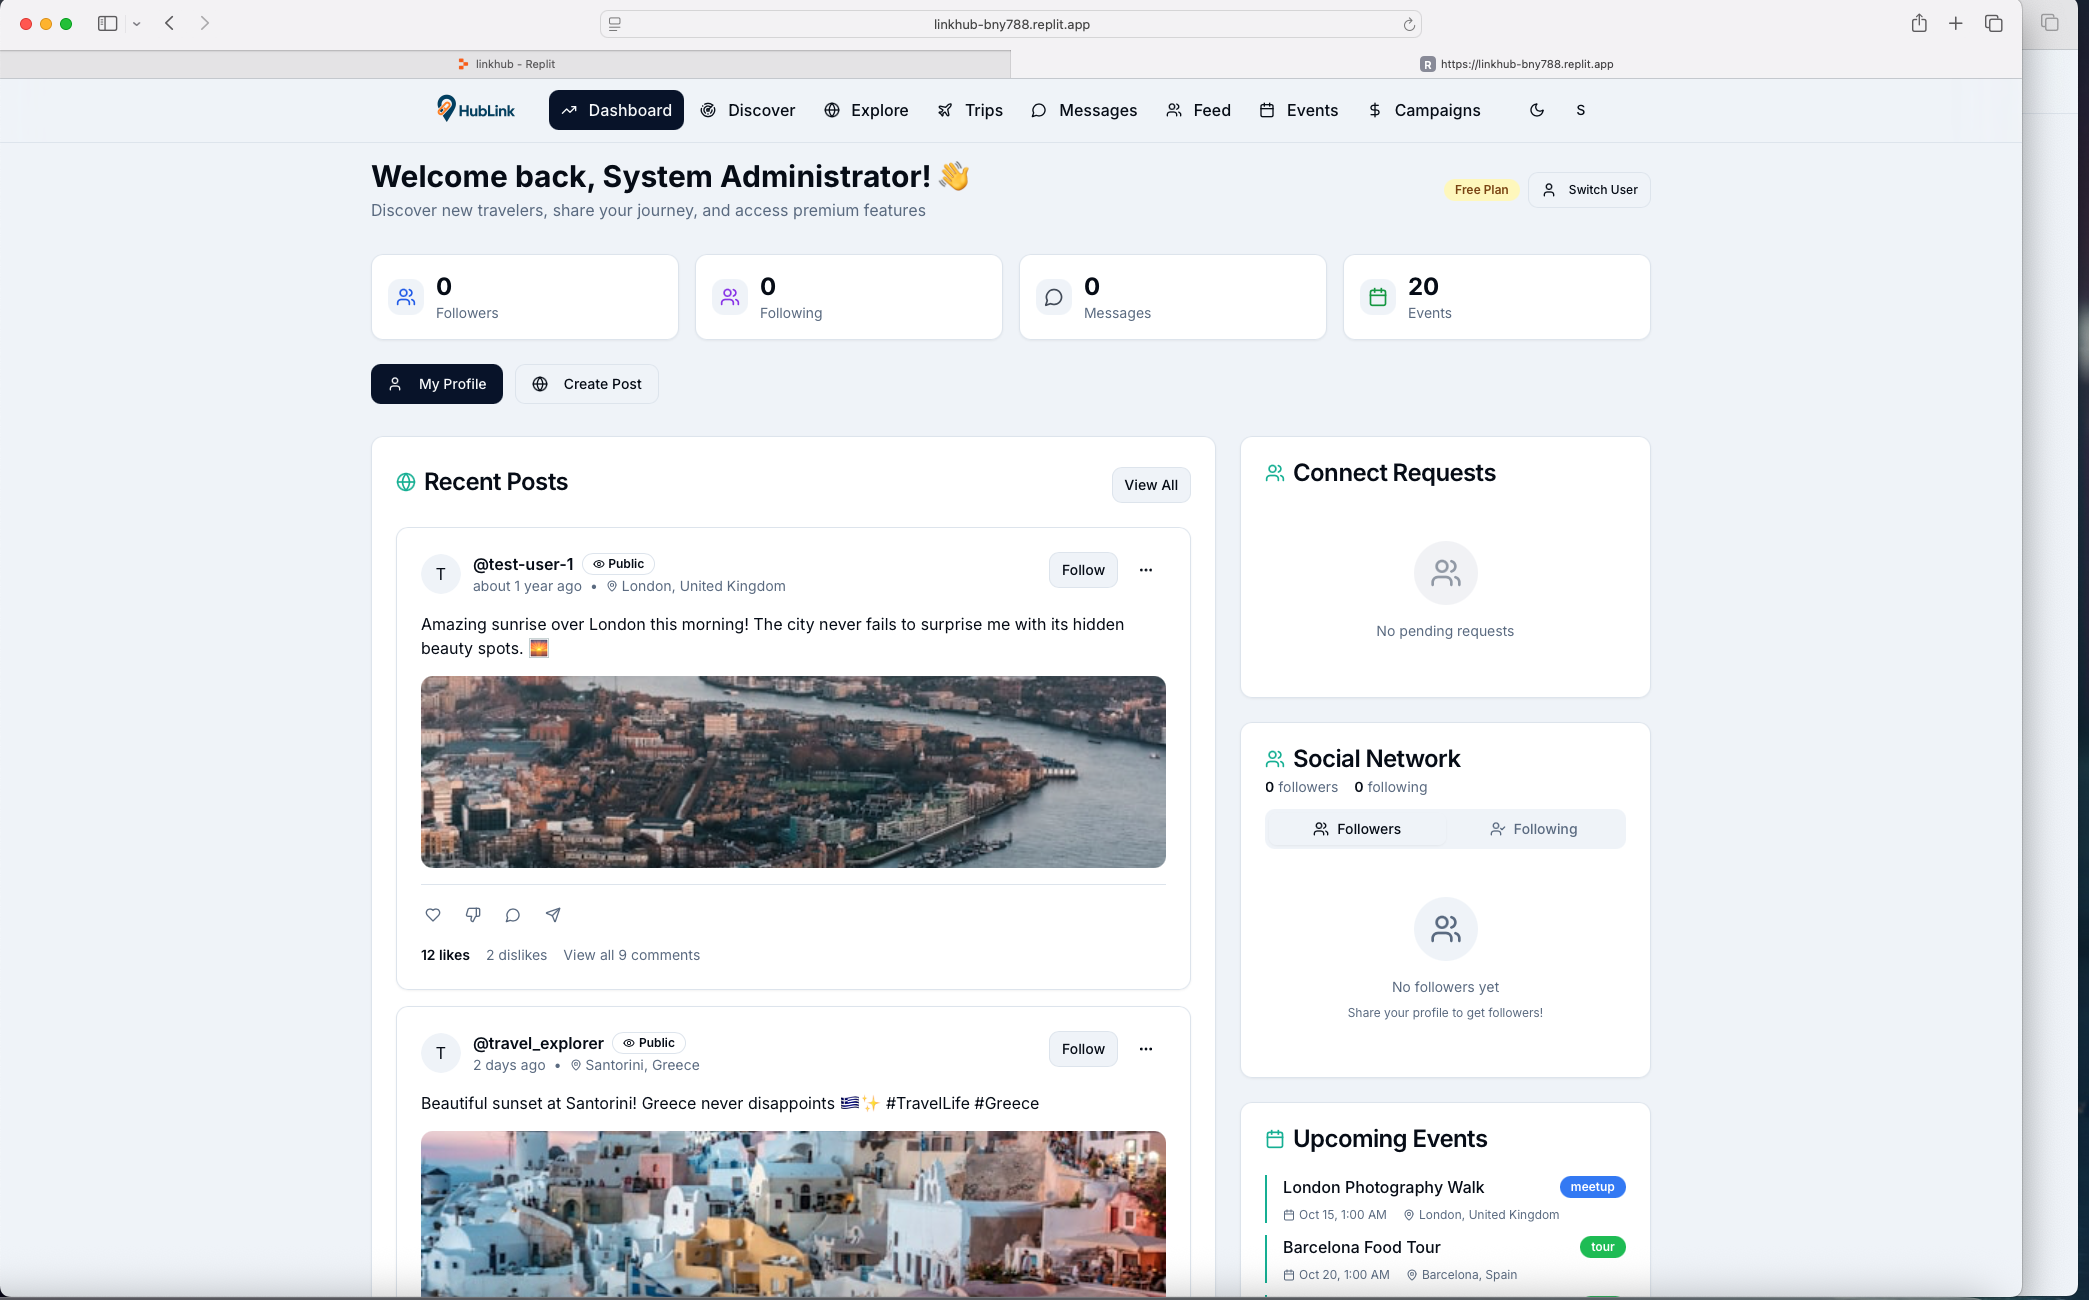 linkhub-bny788.replit.app
linkhub - Replit
R https://linkhub-bny788.replit.app
HubLink
Dashboard
Discover
Explore
Trips
Messages
Feed
Events
Campaigns
S
Welcome back, System Administrator! 👋
Discover new travelers, share your journey, and access premium features
Free Plan
Switch User
0
Followers
0
Following
0
Messages
20
Events
My Profile
Create Post
Recent Posts
View All
T
@test-user-1 Public
about 1 year ago • London, United Kingdom
Follow
Amazing sunrise over London this morning! The city never fails to surprise me with its hidden
beauty spots. 🌅
12 likes 2 dislikes View all 9 comments
T
@travel_explorer Public
2 days ago • Santorini, Greece
Follow
Beautiful sunset at Santorini! Greece never disappoints 🇬🇷✨ #TravelLife #Greece
Connect Requests
No pending requests
Social Network
0 followers 0 following
Followers
Following
No followers yet
Share your profile to get followers!
Upcoming Events
London Photography Walk
meetup
Oct 15, 1:00 AM London, United Kingdom
Barcelona Food Tour
tour
Oct 20, 1:00 AM Barcelona, Spain